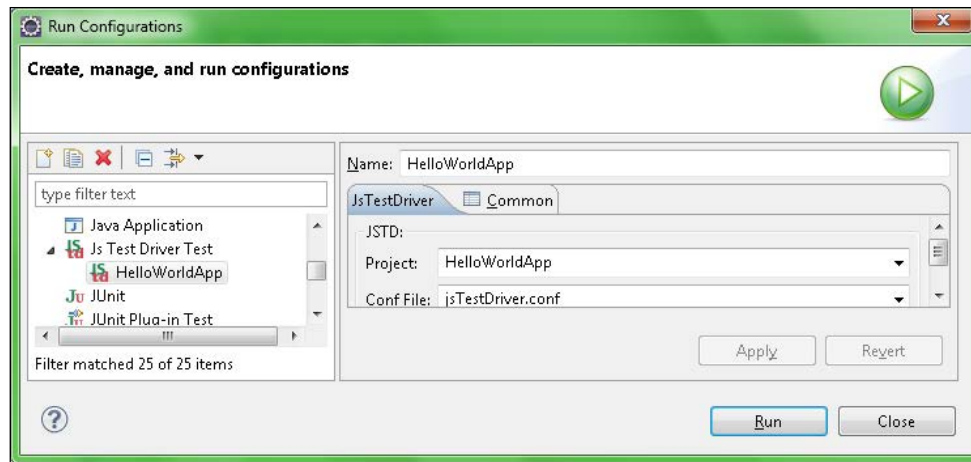 Run Configurations
Create, manage, and run configurations
type filter text
Java Application
Js Test Driver Test
HelloWorldApp
JUnit
JUnit Plug-in Test
Filter matched 25 of 25 items
Name: HelloWorldApp
JsTestDriver Common
JSTD:
Project: HelloWorldApp
Conf File: jsTestDriver.conf
Apply Revert
Run Close